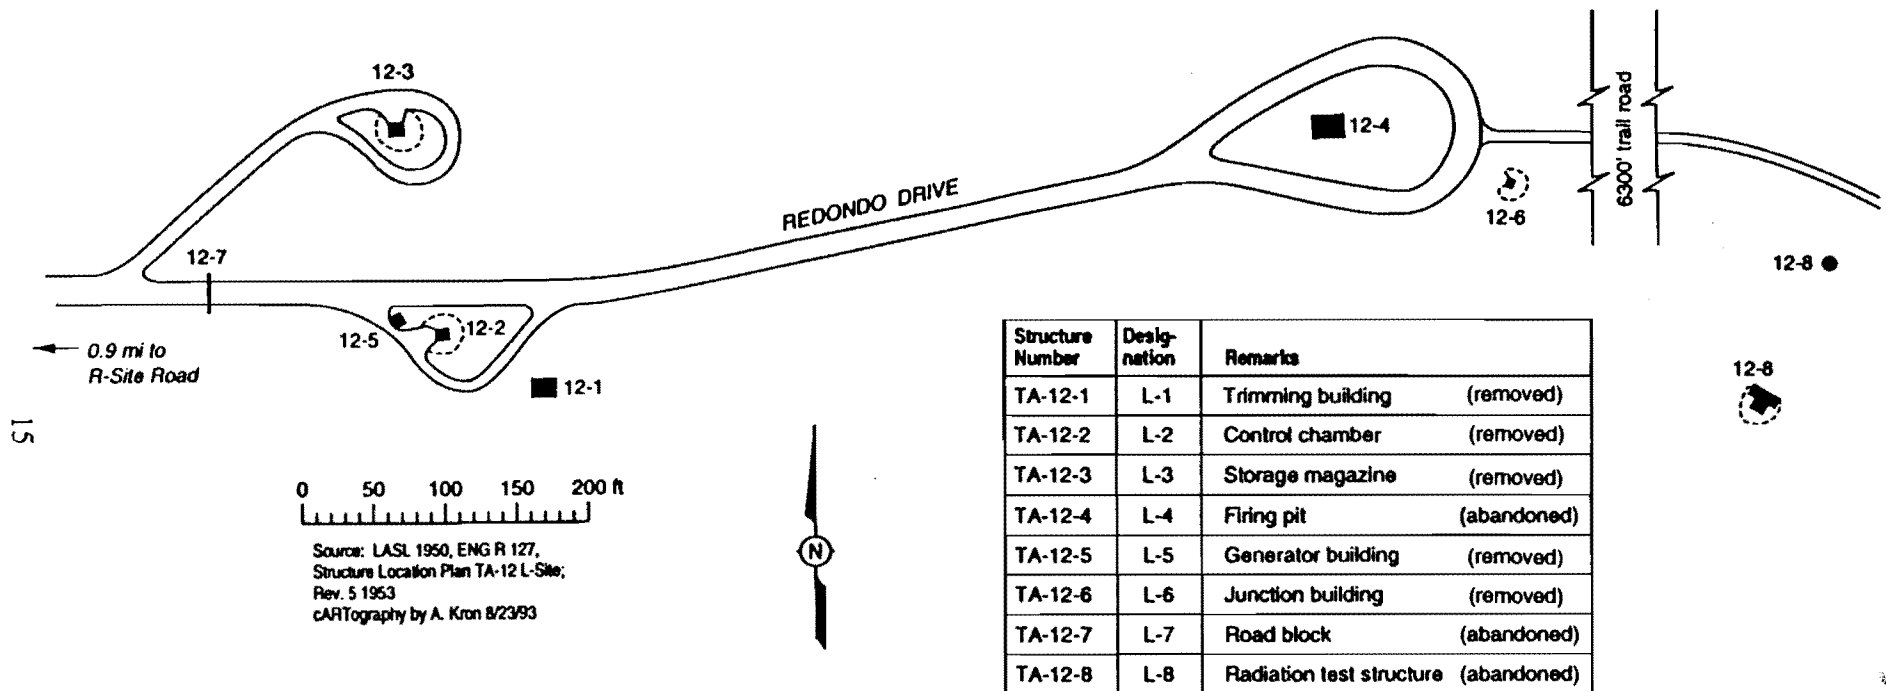 12-3
12-4
6300' trail road
REDONDO DRIVE
12-6
12-7
12-8
12-5
12-2
0.9 mi to
R-Site Road
12-1
12-8
15
0 50 100 150 200 ft
Source: LASL 1950, ENG R 127,
Structure Location Plan TA-12 L-Site;
Rev. 5 1953
cARTography by A. Kron 8/23/93
N
Structure Number Desig-nation Remarks
TA-12-1 L-1 Trimming building (removed)
TA-12-2 L-2 Control chamber (removed)
TA-12-3 L-3 Storage magazine (removed)
TA-12-4 L-4 Firing pit (abandoned)
TA-12-5 L-5 Generator building (removed)
TA-12-6 L-6 Junction building (removed)
TA-12-7 L-7 Road block (abandoned)
TA-12-8 L-8 Radiation test structure (abandoned)